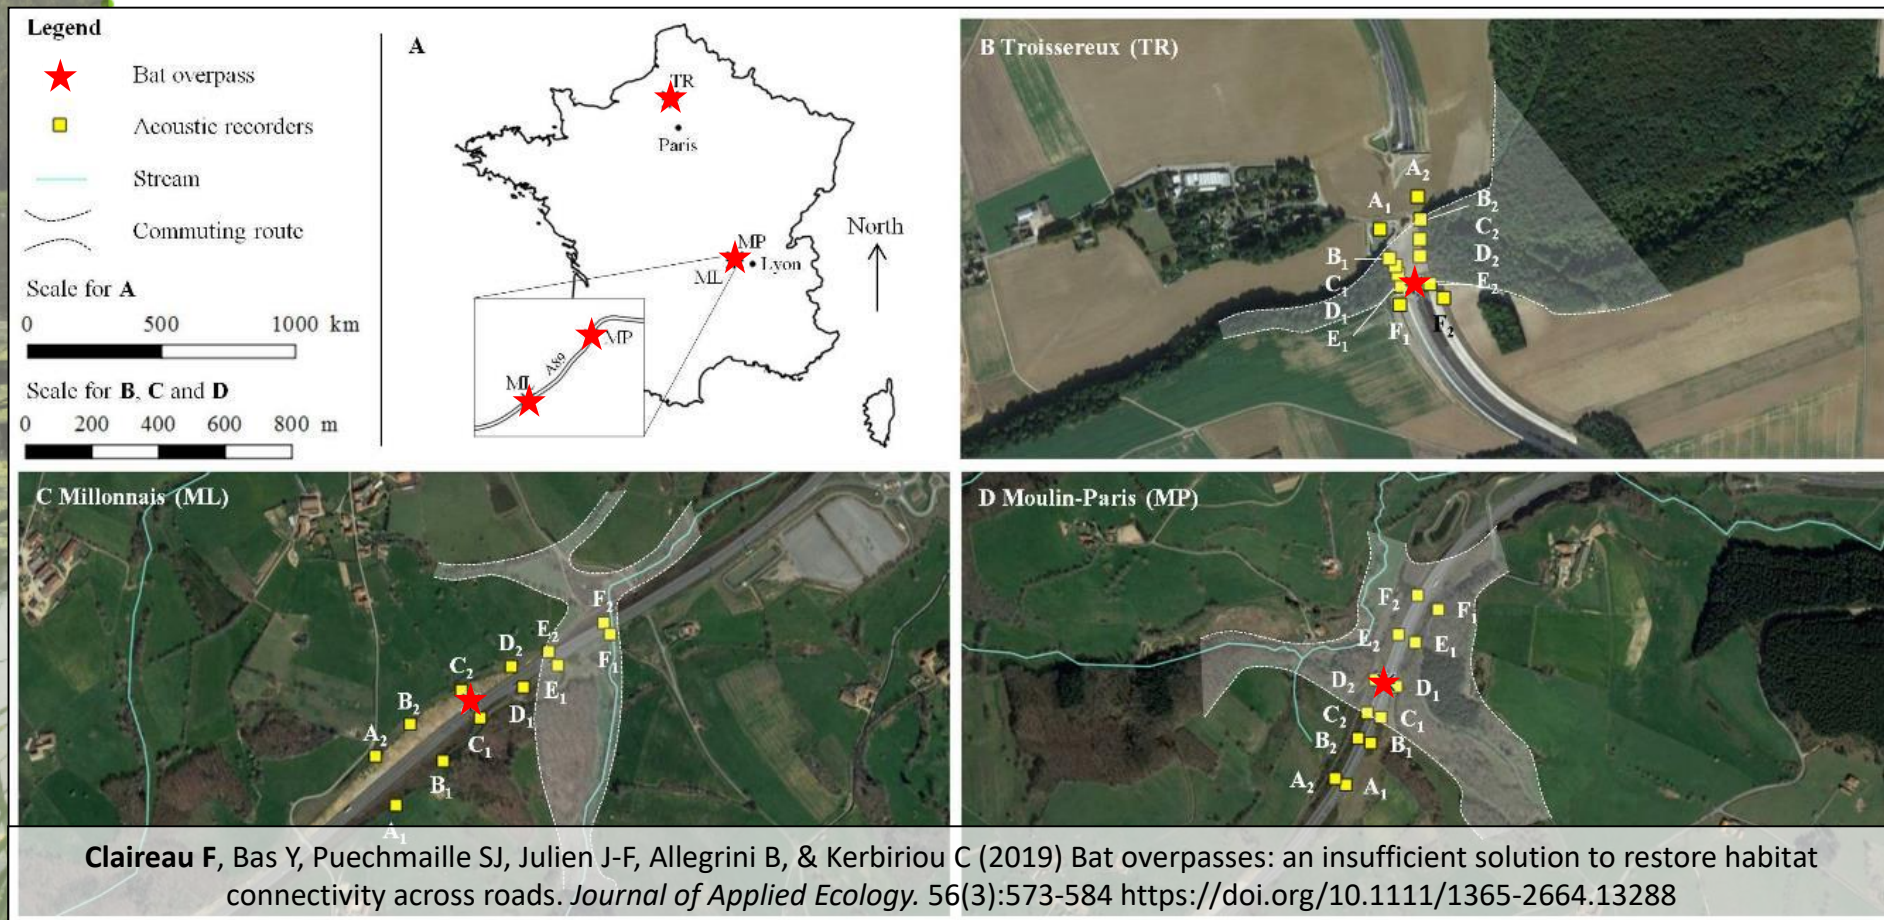 Legend
Bat overpass
Acoustic recorders
Stream
Commuting route
Scale for A
0 500 1000 km
Scale for B, C and D
0 200 400 600 800 m
A
TR
Paris
North
MP
ML
Lyon
MP
A89
ML
B Troissereux (TR)
A2
A1
B2
C2
B1
D2
C1
E2
D1
F1
F2
E1
C Millonnais (ML)
F2
E2
D2
F1
C2
E1
B2
D1
A2
C1
B1
A1
D Moulin-Paris (MP)
F2
F1
E2
E1
D2
D1
C2
C1
B2
B1
A2
A1
Claireau F, Bas Y, Puechmaille SJ, Julien J-F, Allegrini B, & Kerbiriou C (2019) Bat overpasses: an insufficient solution to restore habitat
connectivity across roads. Journal of Applied Ecology. 56(3):573-584 https://doi.org/10.1111/1365-2664.13288